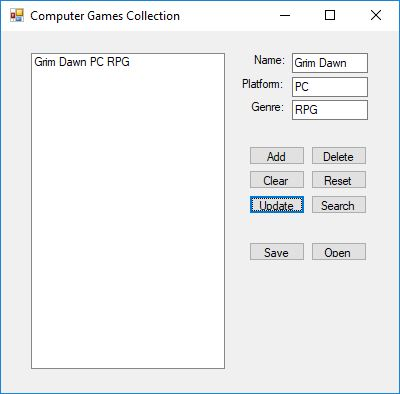 Computer Games Collection
Grim Dawn PC RPG
Name: Grim Dawn
Platform: PC
Genre: RPG
Add Delete
Clear Reset
Update Search
Save Open